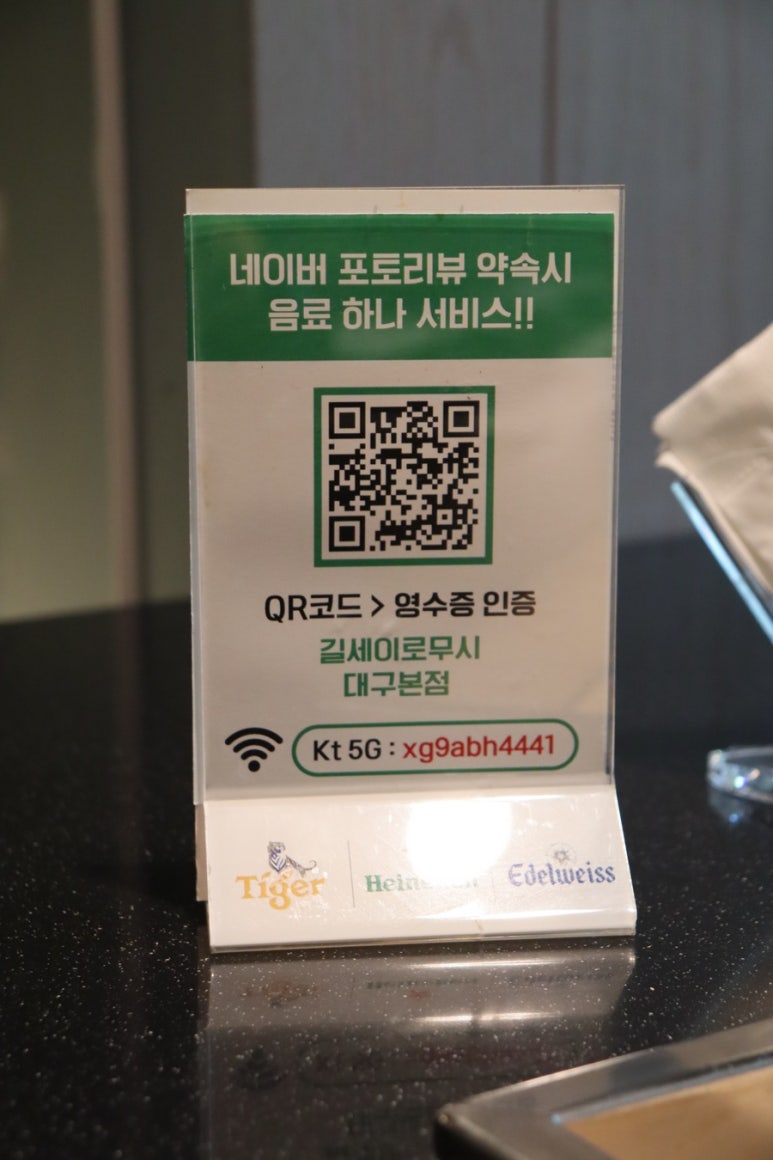 네이버 포토리뷰 약속시
음료 하나 서비스!!
QR코드 > 영수증 인증
길세이로무시
대구본점
Kt 5G : xg9abh4441
Tiger
Edelweiss